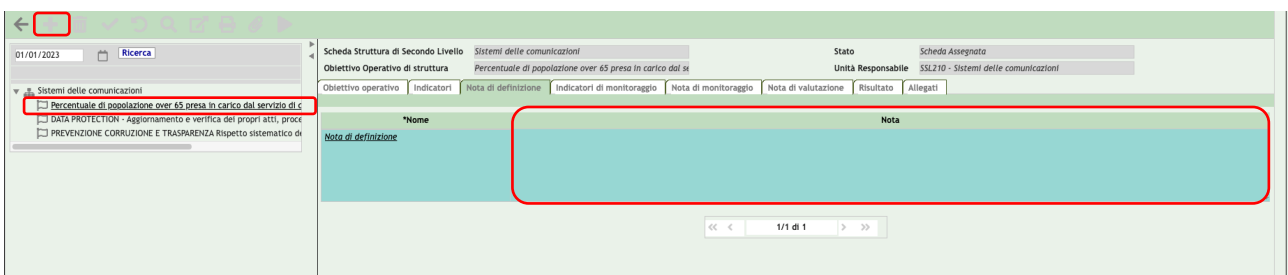 01/01/2023 Ricerca
Sistemi delle comunicazioni
Percentuale di popolazione over 65 presa in carico dal servizio di c
DATA PROTECTION - Aggiornamento e verifica dei propri atti, proce
PREVENZIONE CORRUZIONE E TRASPARENZA Rispetto sistematico de
Scheda Struttura di Secondo Livello Sistemi delle comunicazioni Stato Scheda Assegnata
Obiettivo Operativo di struttura Percentuale di popolazione over 65 presa in carico dal se Unità Responsabile SSL210 - Sistemi delle comunicazioni
Obiettivo operativo Indicatori Nota di definizione Indicatori di monitoraggio Nota di monitoraggio Nota di valutazione Risultato Allegati
*Nome Nota
Nota di definizione
<< < 1/1 di 1 > >>